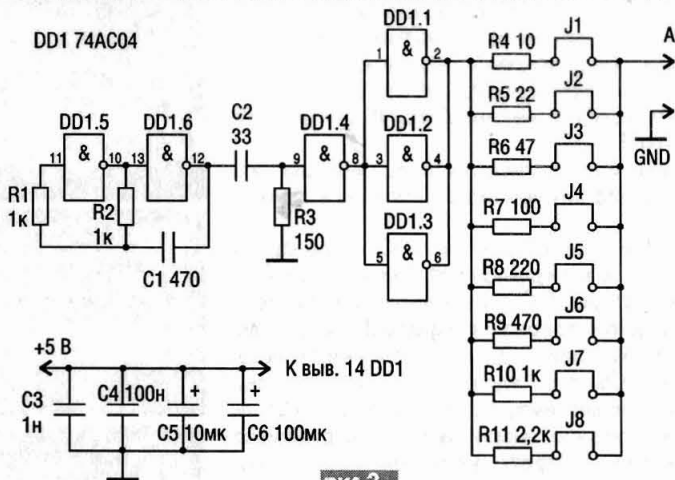 DD1 74AC04
DD1.1
&
1
2
DD1.2
&
3
4
DD1.3
&
5
6
DD1.5
&
11
10
DD1.6
&
13
12
C2
33
DD1.4
&
9
8
R1
1к
R2
1к
C1 470
R3
150
R4 10
J1
R5 22
J2
R6 47
J3
R7 100
J4
R8 220
J5
R9 470
J6
R10 1к
J7
R11 2,2к
J8
A
GND
+5 В
К выв. 14 DD1
C3
1н
C4 100н
+
C5 10мк
+
C6 100мк